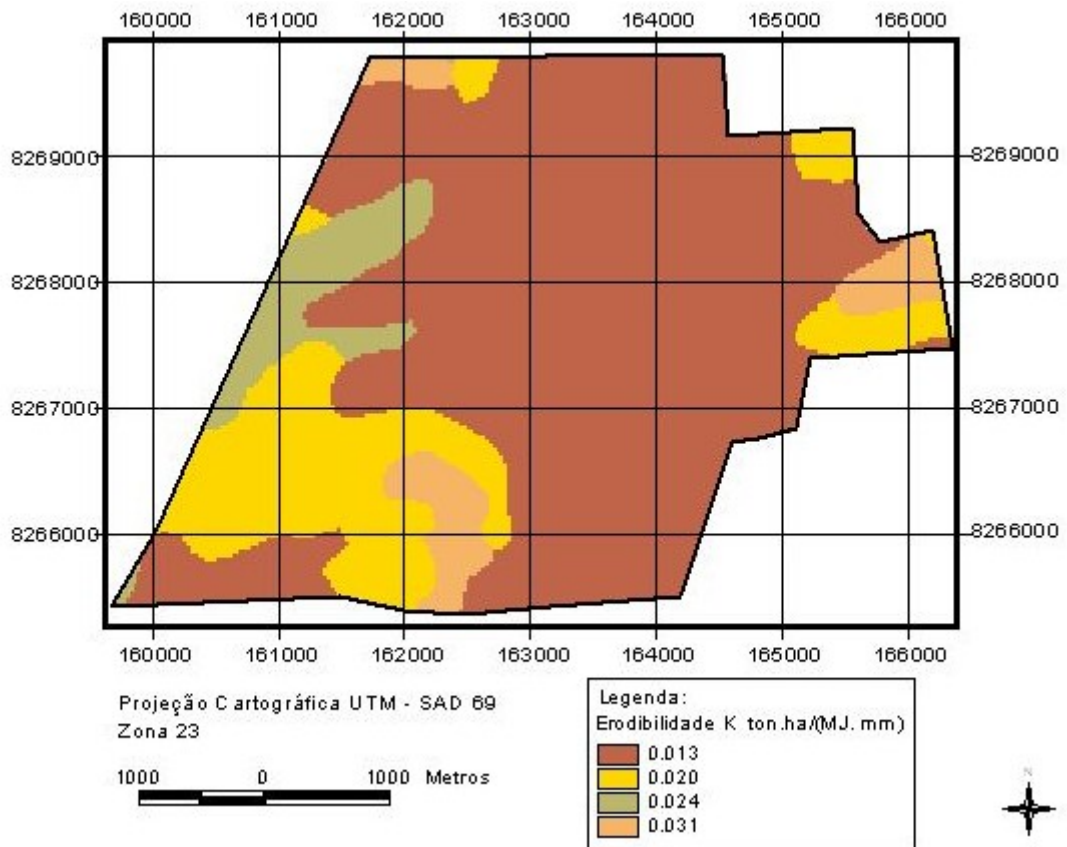 160000 161000 162000 163000 164000 165000 166000
8269000 8269000
8268000 8268000
8267000 8267000
8266000 8266000
160000 161000 162000 163000 164000 165000 166000
Projeção Cartográfica UTM - SAD 69
Zona 23
1000 0 1000 Metros
Legenda:
Erodibilidade K ton.ha/(MJ. mm)
0.013
0.020
0.024
0.031
N